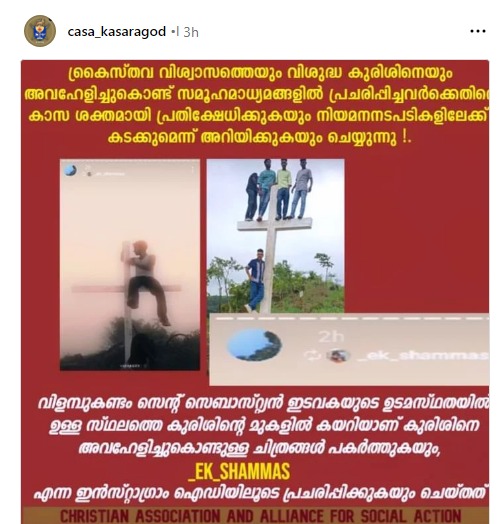 casa_kasaragod • 3h
ക്രൈസ്തവ വിശ്വാസത്തെയും വിശുദ്ധ കുരിശിനെയും
അവഹേളിച്ചുകൊണ്ട് സമൂഹമാധ്യമങ്ങളിൽ പ്രചരിപ്പിച്ചവർക്കെതിരെ
കാസ ശക്തമായി പ്രതിക്ഷേധിക്കുകയും നിയമനടപടികളിലേക്ക്
കടക്കുമെന്ന് അറിയിക്കുകയും ചെയ്യുന്നു !.
2h
_ek_shammas
വിളമ്പുകണ്ടം സെന്റ് സെബാസ്റ്റ്യൻ ഇടവകയുടെ ഉടമസ്ഥതയിൽ
ഉള്ള സ്ഥലത്തെ കുരിശിന്റെ മുകളിൽ കയറിയാണ് കുരിശിനെ
അവഹേളിച്ചുകൊണ്ടുള്ള ചിത്രങ്ങൾ പകർത്തുകയും,
_EK_SHAMMAS
എന്ന ഇൻസ്റ്റാഗ്രാം ഐഡിയിലൂടെ പ്രചരിപ്പിക്കുകയും ചെയ്തത്
CHRISTIAN ASSOCIATION AND ALLIANCE FOR SOCIAL ACTION